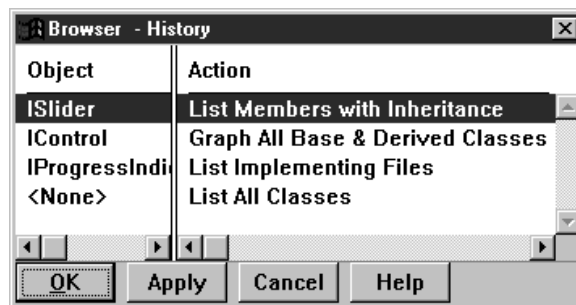 Browser - History
Object Action
ISlider List Members with Inheritance
IControl Graph All Base & Derived Classes
IProgressIndi List Implementing Files
<None> List All Classes
OK Apply Cancel Help